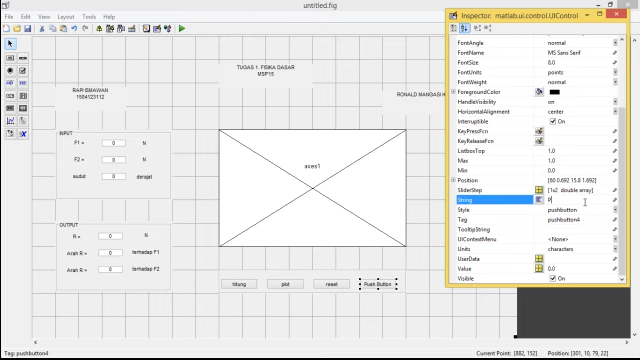 untitled.fig
File Edit View Layout Tools Help
TUGAS 1. FISIKA DASAR
MSP15
RAPI SMAWAN
1504123112
RONALD MANGASI H
INPUT
F1 = 0 N
F2 = 0 N
sudut = 0 derajat
axes1
OUTPUT
R = 0 N
Arah R = 0 terhadap F1
Arah R = 0 terhadap F2
hitung plot reset Push Button
Tag: pushbutton4
Current Point: [882, 152] Position: [301, 10, 79, 22]
Inspector: matlab.ui.control.UIControl
FontAngle normal
FontName MS Sans Serif
FontSize 8.0
FontUnits points
FontWeight normal
ForegroundColor
HandleVisibility on
HorizontalAlignment center
Interruptible On
KeyPressFcn
KeyReleaseFcn
ListboxTop 1.0
Max 1.0
Min 0.0
Position [60 0.692 15.8 1.692]
SliderStep [1x2 double array]
String P
Style pushbutton
Tag pushbutton4
TooltipString
UIContextMenu <None>
Units characters
UserData
Value 0.0
Visible On